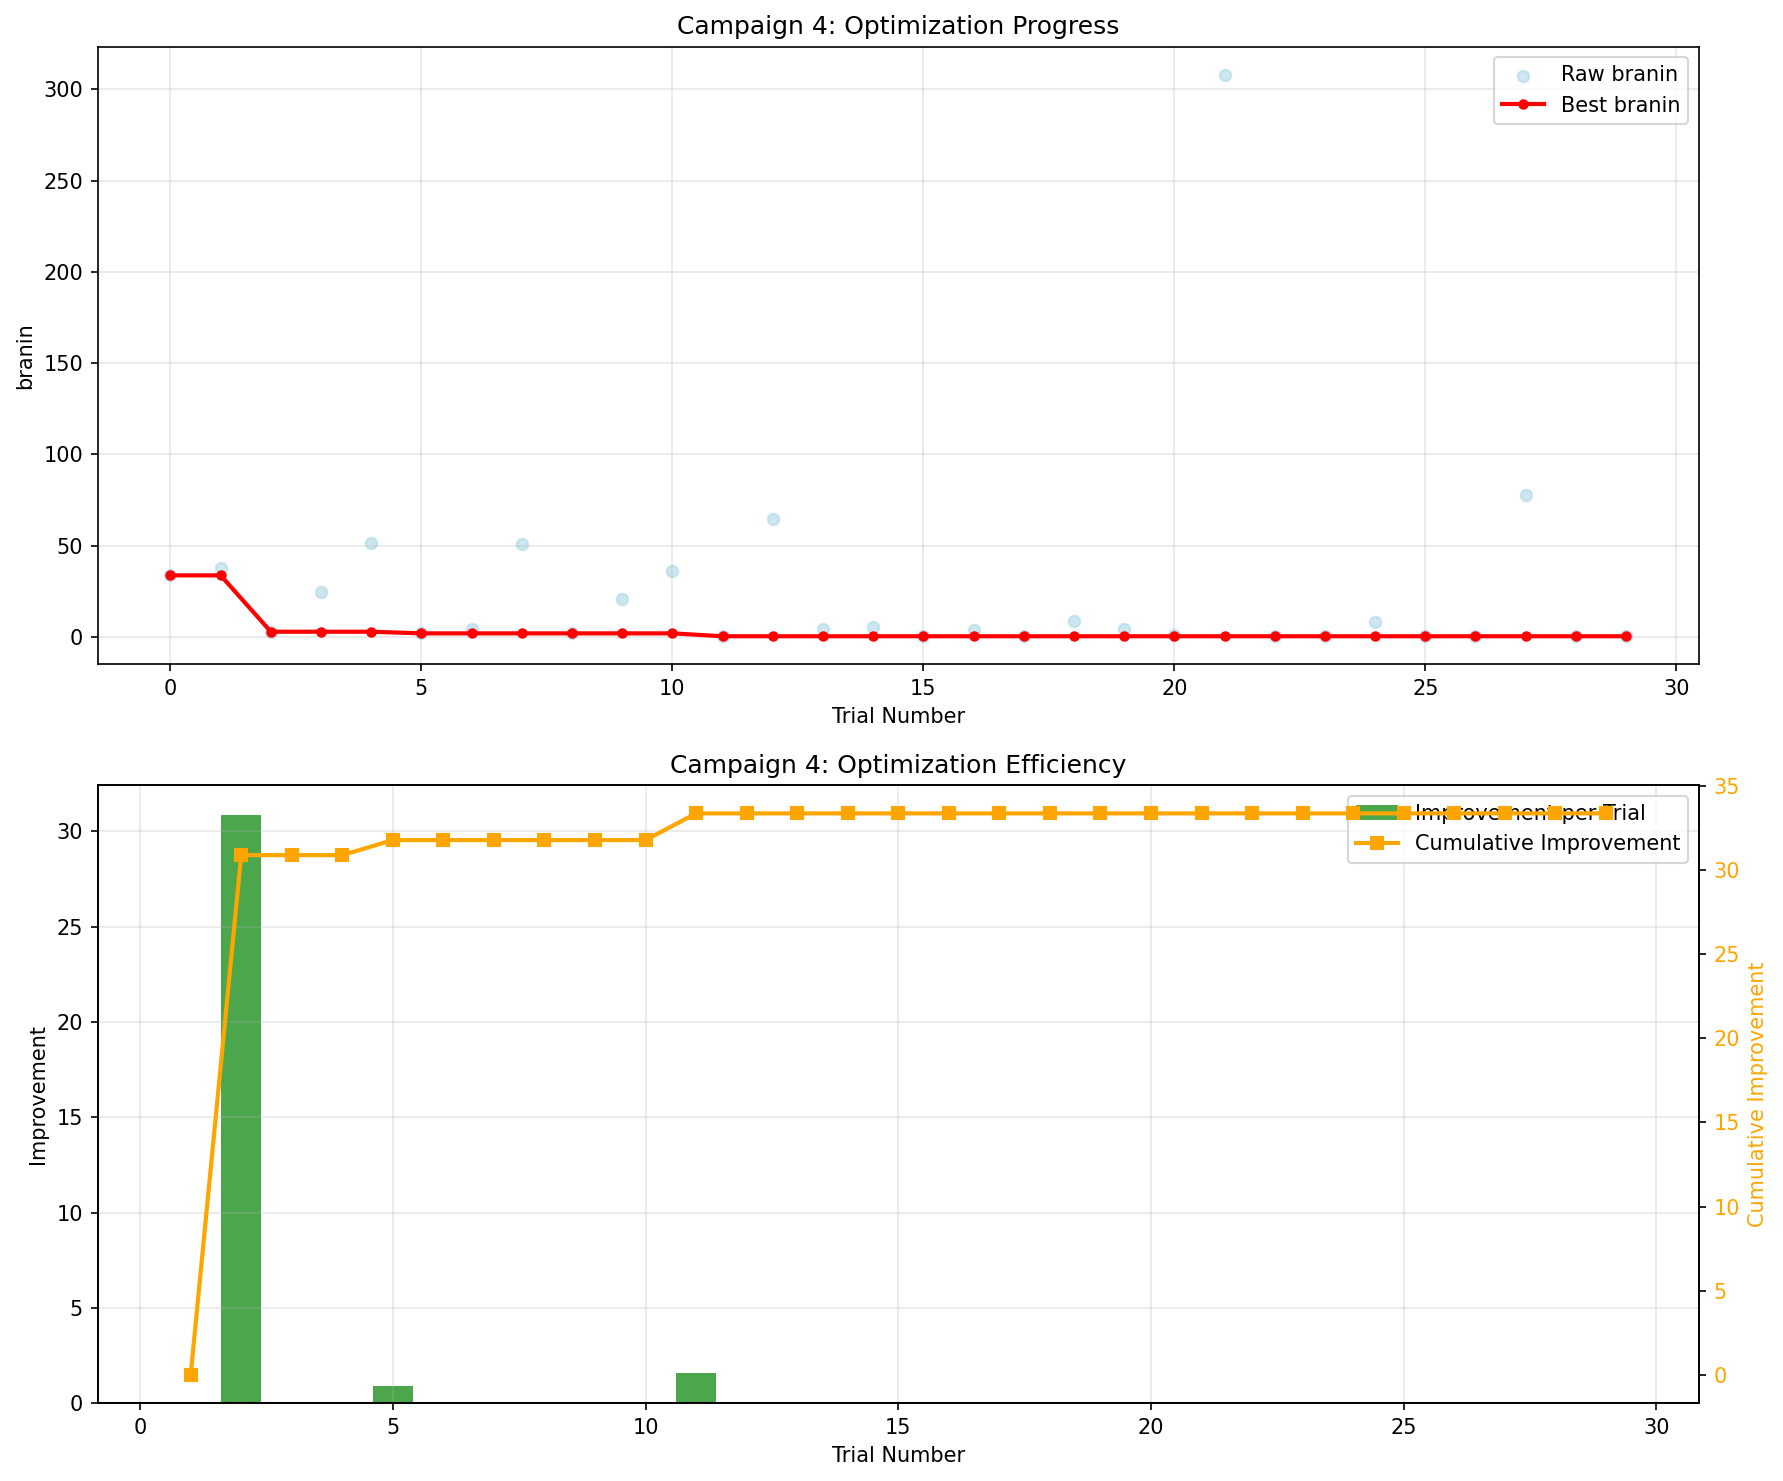 Campaign 4: Optimization Progress
Raw branin
Best branin
300
250
200
150
100
50
0
branin
0 5 10 15 20 25 30
Trial Number
Campaign 4: Optimization Efficiency
Improvement per Trial
Cumulative Improvement
30
25
20
15
10
5
0
Improvement
35
30
25
20
15
10
5
0
Cumulative Improvement
0 5 10 15 20 25 30
Trial Number